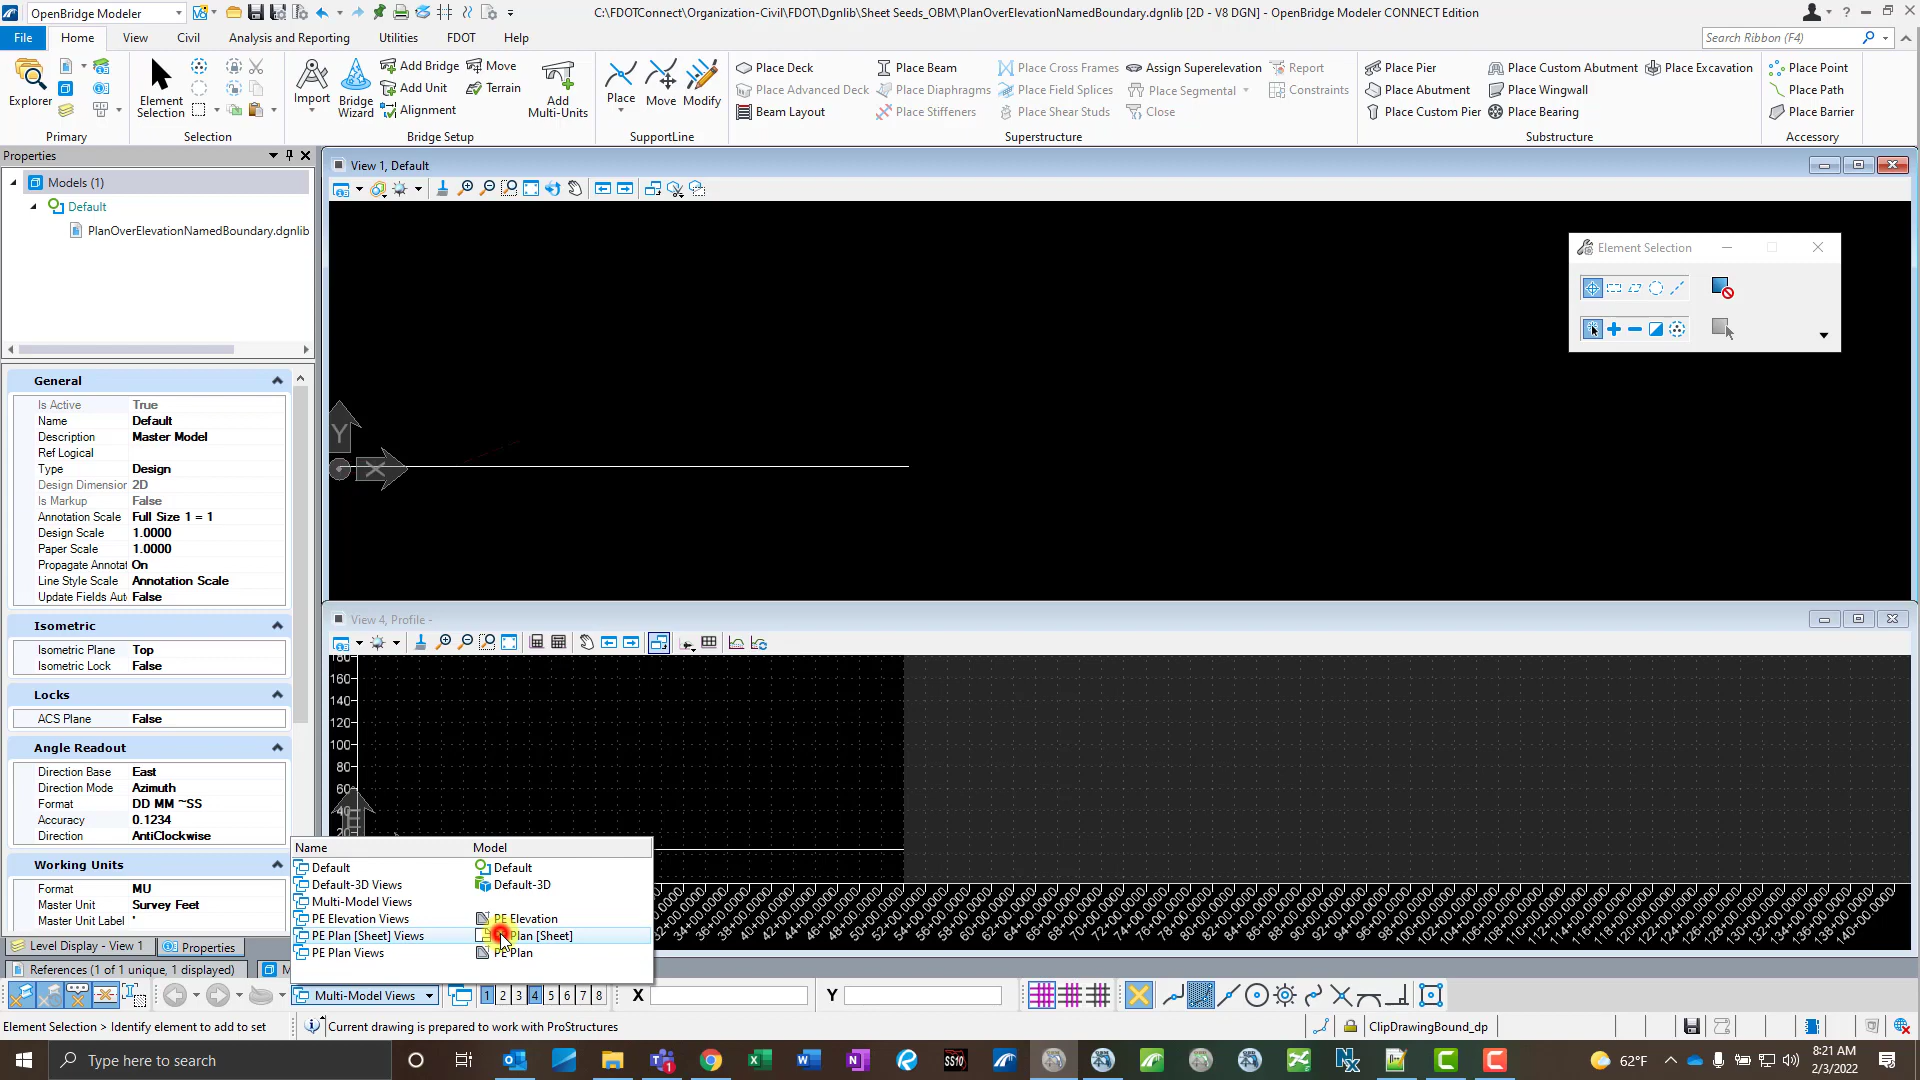 OpenBridge Modeler
C:\FDOTConnect\Organization-Civil\FDOT\Dgnlib\Sheet Seeds_OBM\PlanOverElevationNamedBoundary.dgnlib [2D - V8 DGN] - OpenBridge Modeler CONNECT Edition
File Home View Civil Analysis and Reporting Utilities FDOT Help
Search Ribbon (F4)
Explorer
Element Selection
Import
Bridge Wizard
Add Bridge
Add Unit
Alignment
Move
Terrain
Add Multi-Units
Place Move Modify
Place Deck
Place Advanced Deck
Beam Layout
Place Beam
Place Diaphragms
Place Stiffeners
Place Cross Frames
Place Field Splices
Place Shear Studs
Assign Superelevation
Place Segmental
Close
Report
Constraints
Place Pier
Place Abutment
Place Custom Pier
Place Custom Abutment
Place Wingwall
Place Bearing
Place Excavation
Place Point
Place Path
Place Barrier
Primary Selection Bridge Setup SupportLine Superstructure Substructure Accessory
Properties
Models (1)
Default
PlanOverElevationNamedBoundary.dgnlib
General
Is Active True
Name Default
Description Master Model
Ref Logical
Type Design
Design Dimension 2D
Is Markup False
Annotation Scale Full Size 1 = 1
Design Scale 1.0000
Paper Scale 1.0000
Propagate Annotat On
Line Style Scale Annotation Scale
Update Fields Aut False
Isometric
Isometric Plane Top
Isometric Lock False
Locks
ACS Plane False
Angle Readout
Direction Base East
Direction Mode Azimuth
Format DD MM ~SS
Accuracy 0.1234
Direction AntiClockwise
Working Units
Format MU
Master Unit Survey Feet
Master Unit Label '
Level Display - View 1 Properties
References (1 of 1 unique, 1 displayed)
View 1, Default
Y
X
Element Selection
View 4, Profile -
180
160
140
120
100
80
60
40
20
Name Model
Default Default
Default-3D Views Default-3D
Multi-Model Views
PE Elevation Views PE Elevation
PE Plan [Sheet] Views Plan [Sheet]
PE Plan Views PE Plan
Multi-Model Views
1 2 3 4 5 6 7 8
X
Y
Element Selection > Identify element to add to set
Current drawing is prepared to work with ProStructures
ClipDrawingBound_dp
Type here to search
SS10
62°F
8:21 AM
2/3/2022